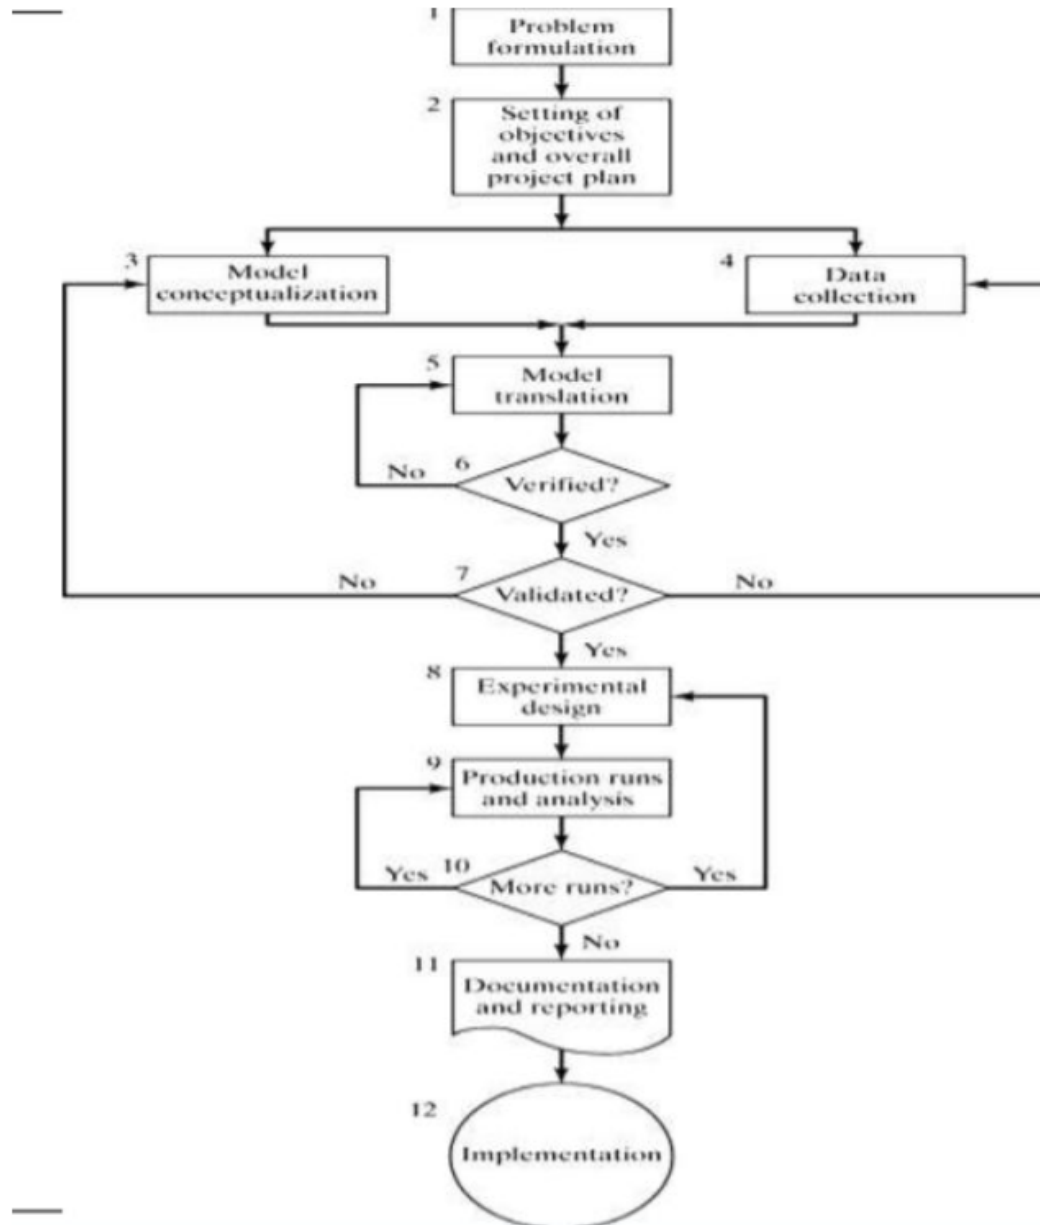 1
Problem
formulation
2
Setting of
objectives
and overall
project plan
3
Model
conceptualization
4
Data
collection
5
Model
translation
6
No
Verified?
Yes
7
No
Validated?
No
Yes
8
Experimental
design
9
Production runs
and analysis
Yes
10
More runs?
Yes
No
11
Documentation
and reporting
12
Implementation